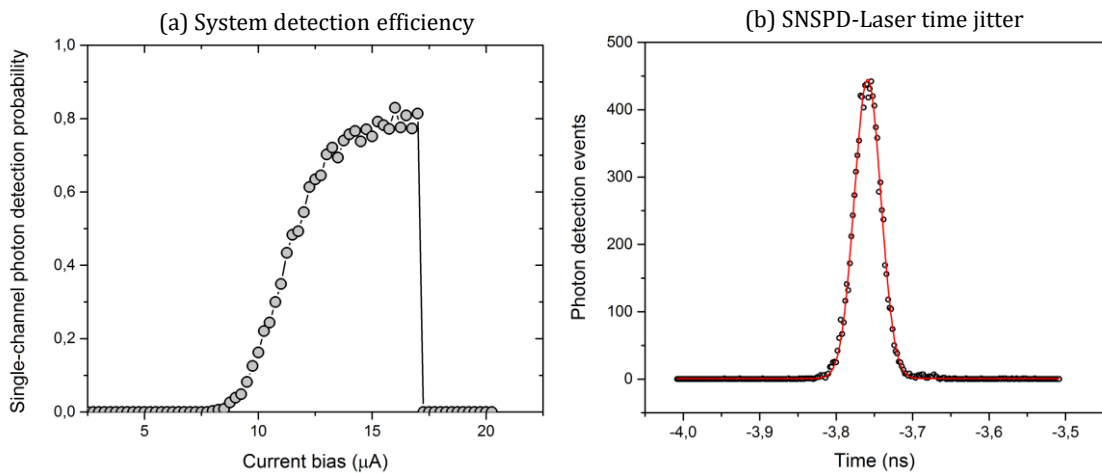 (a) System detection efficiency
Single-channel photon detection probability
1,0
0,8
0,6
0,4
0,2
0,0
5 10 15 20
Current bias (μA)
(b) SNSPD-Laser time jitter
Photon detection events
500
400
300
200
100
0
-4,0 -3,9 -3,8 -3,7 -3,5 -3,5
Time (ns)